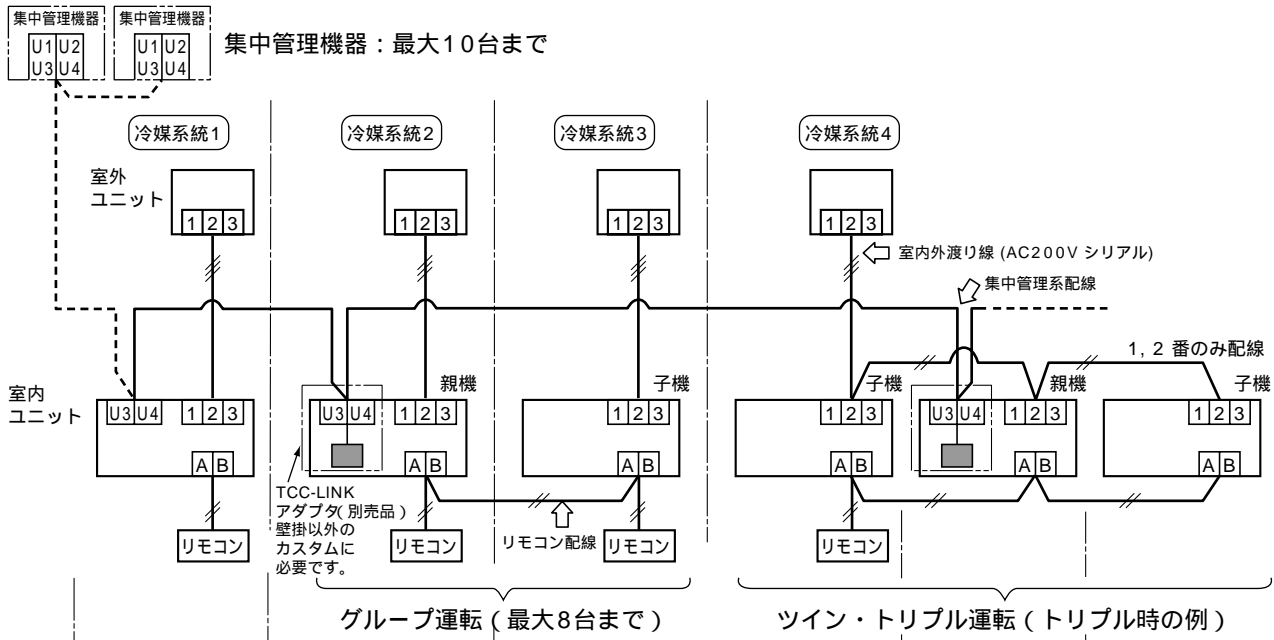 集中管理機器 集中管理機器
U1 U2 U1 U2
U3 U4 U3 U4
集中管理機器：最大10台まで
冷媒系統1 冷媒系統2 冷媒系統3 冷媒系統4
室外
ユニット
1 2 3 1 2 3 1 2 3 1 2 3
室内外渡り線 (AC200V シリアル)
集中管理系配線
1, 2 番のみ配線
室内
ユニット
親機 子機 子機 親機 子機
U3 U4 1 2 3 U3 U4 1 2 3 1 2 3 1 2 3 U3 U4 1 2 3 1 2 3
A B A B A B A B A B A B
TCC-LINK
アダプタ(別売品)
壁掛以外の
カスタムに
必要です。
リモコン配線
リモコン リモコン リモコン リモコン
グループ運転（最大8台まで）
ツイン・トリプル運転（トリプル時の例）